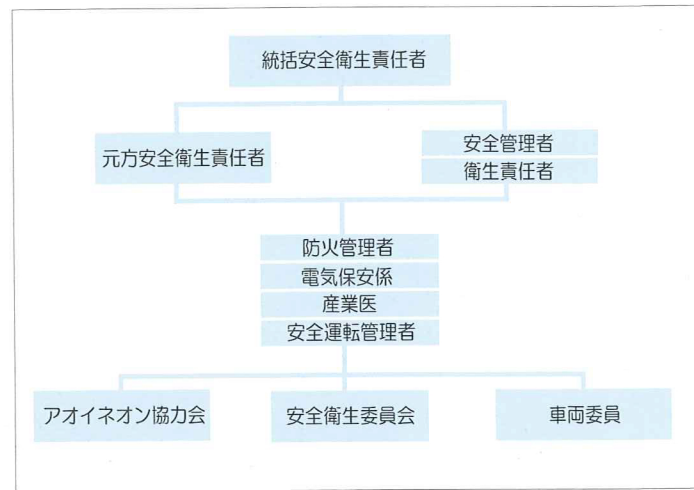 統括安全衛生責任者
元方安全衛生責任者
安全管理者
衛生責任者
防火管理者
電気保安係
産業医
安全運転管理者
アオイネオン協力会
安全衛生委員会
車両委員